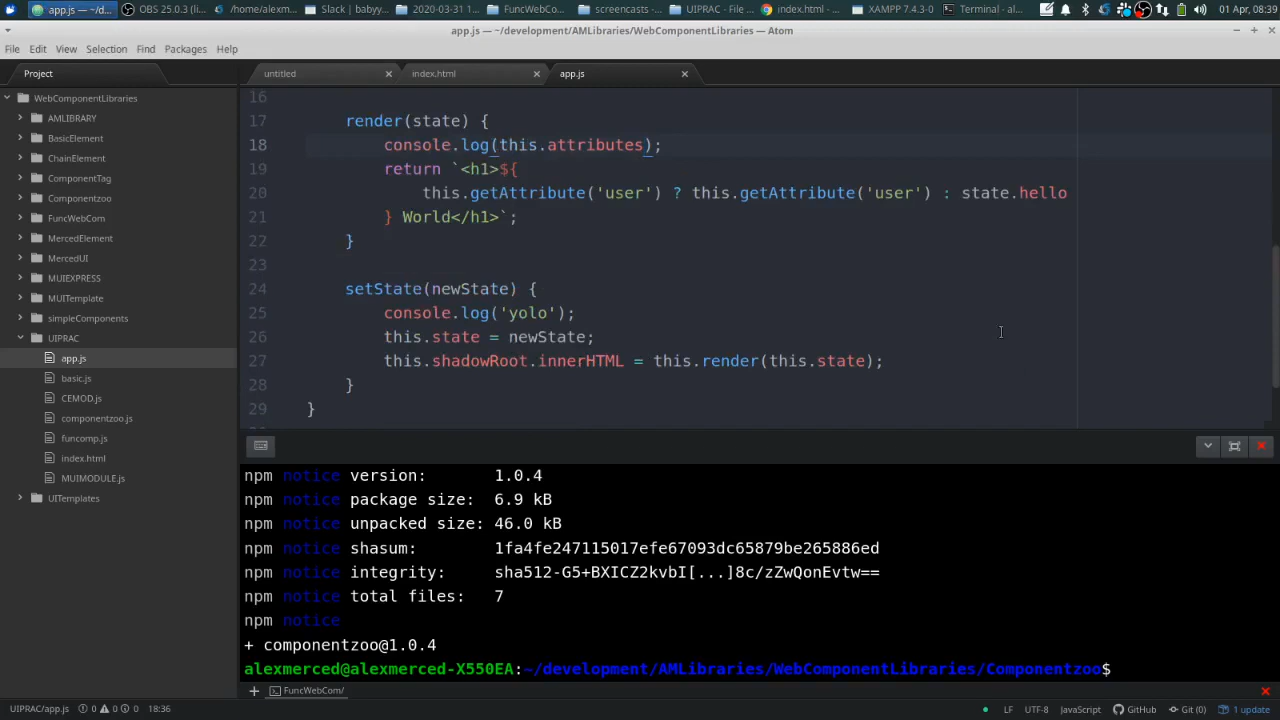 app.js — ~/d...
OBS 25.0.3 (li...
~/home/alexm...
Slack | babyy...
2020-03-31 1...
FuncWebCo...
screencasts -...
UIPRAC - File ...
index.html - ...
XAMPP 7.4.3-0
Terminal - al...
01 Apr, 08:39
app.js — ~/development/AMLibraries/WebComponentLibraries — Atom
File Edit View Selection Find Packages Help
Project
untitled
index.html
app.js
WebComponentLibraries
AMLIBRARY
BasicElement
ChainElement
ComponentTag
Componentzoo
FuncWebCom
MercedElement
MercedUI
MUIEXPRESS
MUITemplate
simpleComponents
UIPRAC
app.js
basic.js
CEMOD.js
componentzoo.js
funcomp.js
index.html
MUIMODULE.js
UITemplates
16
17 render(state) {
18 console.log(this.attributes);
19 return `<h1>${
20 this.getAttribute('user') ? this.getAttribute('user') : state.hello
21 } World</h1>`;
22 }
23
24 setState(newState) {
25 console.log('yolo');
26 this.state = newState;
27 this.shadowRoot.innerHTML = this.render(this.state);
28 }
29 }
npm notice version: 1.0.4
npm notice package size: 6.9 kB
npm notice unpacked size: 46.0 kB
npm notice shasum: 1fa4fe247115017efe67093dc65879be265886ed
npm notice integrity: sha512-G5+BXICZ2kvbI[...]8c/zZwQonEvtw==
npm notice total files: 7
npm notice
+ componentzoo@1.0.4
alexmerced@alexmerced-X550EA:~/development/AMLibraries/WebComponentLibraries/Componentzoo$
FuncWebCom/
UIPRAC/app.js 0 0 0 18:36
LF UTF-8 JavaScript GitHub Git (0) 1 update